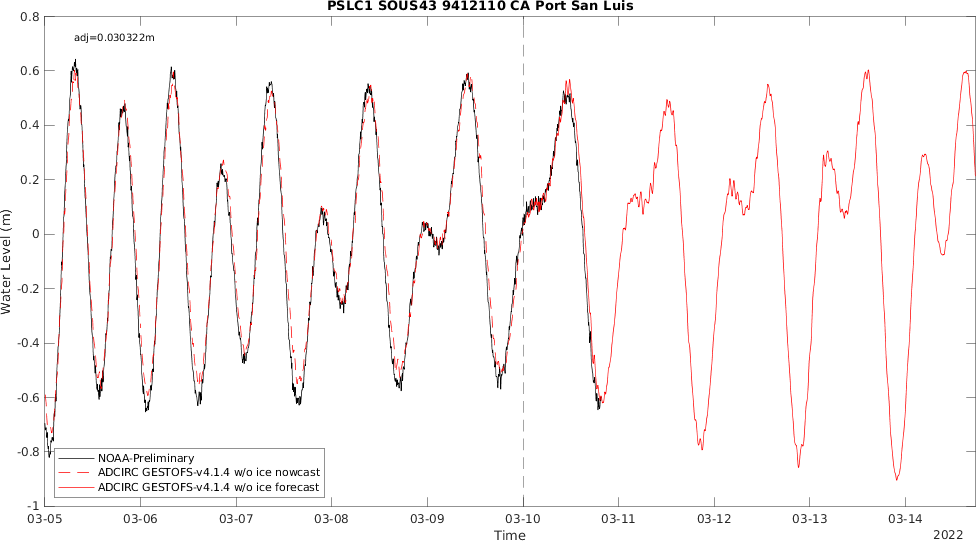 PSLC1 SOUS43 9412110 CA Port San Luis
adj=0.030322m
0.8
0.6
0.4
0.2
0
-0.2
-0.4
-0.6
-0.8
-1
Water Level (m)
NOAA-Preliminary
ADCIRC GESTOFS-v4.1.4 w/o ice nowcast
ADCIRC GESTOFS-v4.1.4 w/o ice forecast
03-05 03-06 03-07 03-08 03-09 03-10 03-11 03-12 03-13 03-14
Time
2022